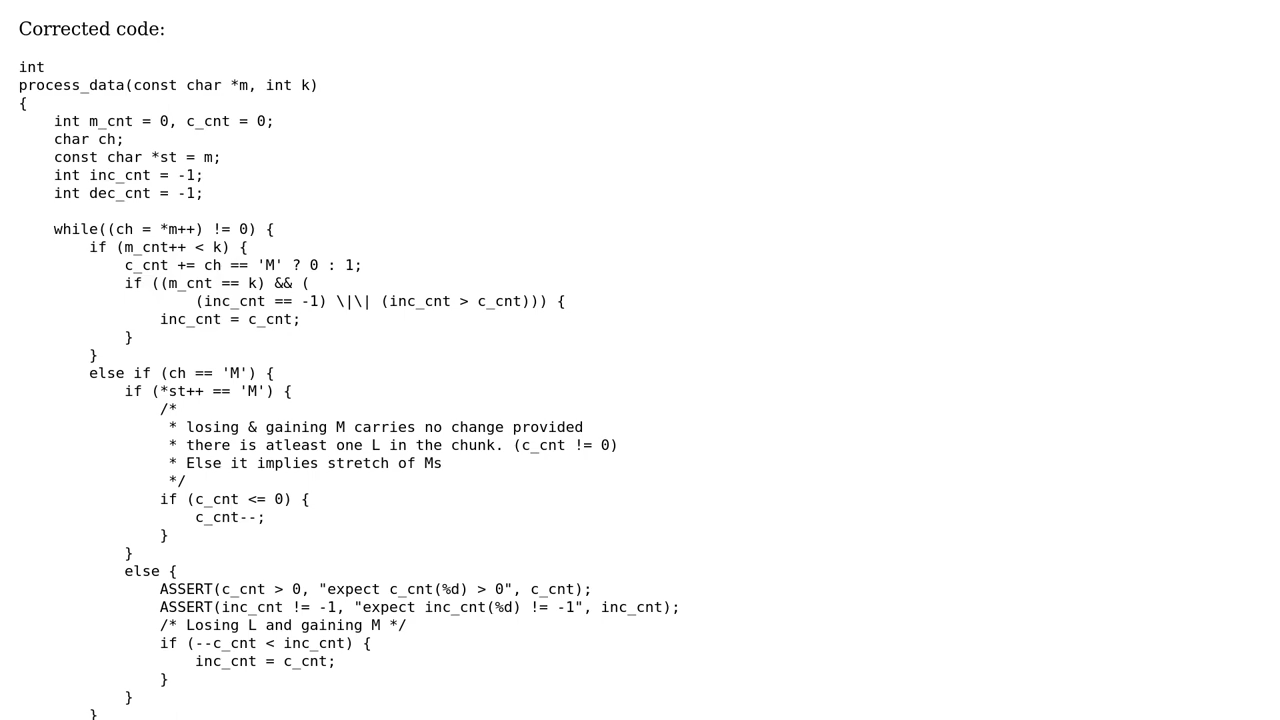 Corrected code:
int
process_data(const char *m, int k)
{
    int m_cnt = 0, c_cnt = 0;
    char ch;
    const char *st = m;
    int inc_cnt = -1;
    int dec_cnt = -1;

    while((ch = *m++) != 0) {
        if (m_cnt++ < k) {
            c_cnt += ch == 'M' ? 0 : 1;
            if ((m_cnt == k) && (
                    (inc_cnt == -1) \|\| (inc_cnt > c_cnt))) {
                inc_cnt = c_cnt;
            }
        }
        else if (ch == 'M') {
            if (*st++ == 'M') {
                /*
                 * losing & gaining M carries no change provided
                 * there is atleast one L in the chunk. (c_cnt != 0)
                 * Else it implies stretch of Ms
                 */
                if (c_cnt <= 0) {
                    c_cnt--;
                }
            }
            else {
                ASSERT(c_cnt > 0, "expect c_cnt(%d) > 0", c_cnt);
                ASSERT(inc_cnt != -1, "expect inc_cnt(%d) != -1", inc_cnt);
                /* Losing L and gaining M */
                if (--c_cnt < inc_cnt) {
                    inc_cnt = c_cnt;
                }
            }
        }